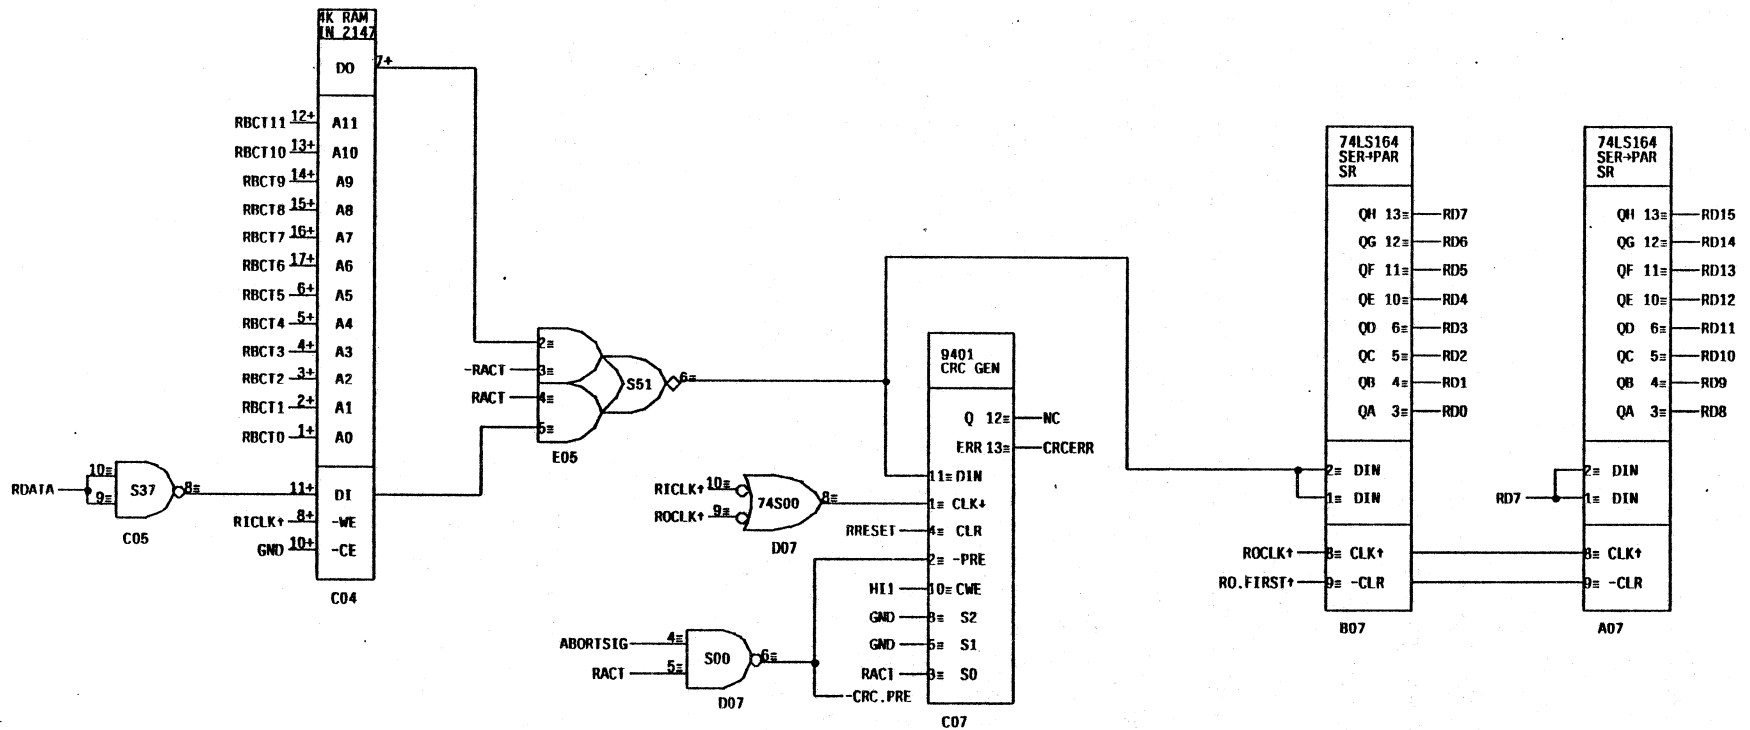 4K RAM
IN 2147
DO 7+
RBCT11 12+ A11
RBCT10 13+ A10
RBCT9 14+ A9
RBCT8 15+ A8
RBCT7 16+ A7
RBCT6 17+ A6
RBCT5 6+ A5
RBCT4 5+ A4
RBCT3 4+ A3
RBCT2 3+ A2
RBCT1 2+ A1
RBCT0 1+ A0
RDATA 10≡ 9≡ S37 8≡
C05
11+ DI
RICLK↑ 8+ -WE
GND 10+ -CE
C04
2≡
-RACT 3≡
RACT 4≡
5≡
S51 6≡
E05
RICLK↑ 10≡
ROCLK↑ 9≡
74S00 8≡
D07
ABORTSIG 4≡
RACT 5≡
S00 6≡
D07
-CRC.PRE
9401
CRC GEN
Q 12≡ NC
ERR 13≡ CRCERR
11≡ DIN
1≡ CLK↓
RRESET 4≡ CLR
2≡ -PRE
HI1 10≡ CWE
GND 8≡ S2
GND 5≡ S1
RACT 3≡ S0
C07
74LS164
SER→PAR
SR
QH 13≡ RD7
QG 12≡ RD6
QF 11≡ RD5
QE 10≡ RD4
QD 6≡ RD3
QC 5≡ RD2
QB 4≡ RD1
QA 3≡ RD0
2≡ DIN
1≡ DIN
ROCLK↑ 8≡ CLK↑
RO.FIRST↑ 9≡ -CLR
B07
74LS164
SER→PAR
SR
QH 13≡ RD15
QG 12≡ RD14
QF 11≡ RD13
QE 10≡ RD12
QD 6≡ RD11
QC 5≡ RD10
QB 4≡ RD9
QA 3≡ RD8
2≡ DIN
RD7 1≡ DIN
8≡ CLK↑
9≡ -CLR
A07